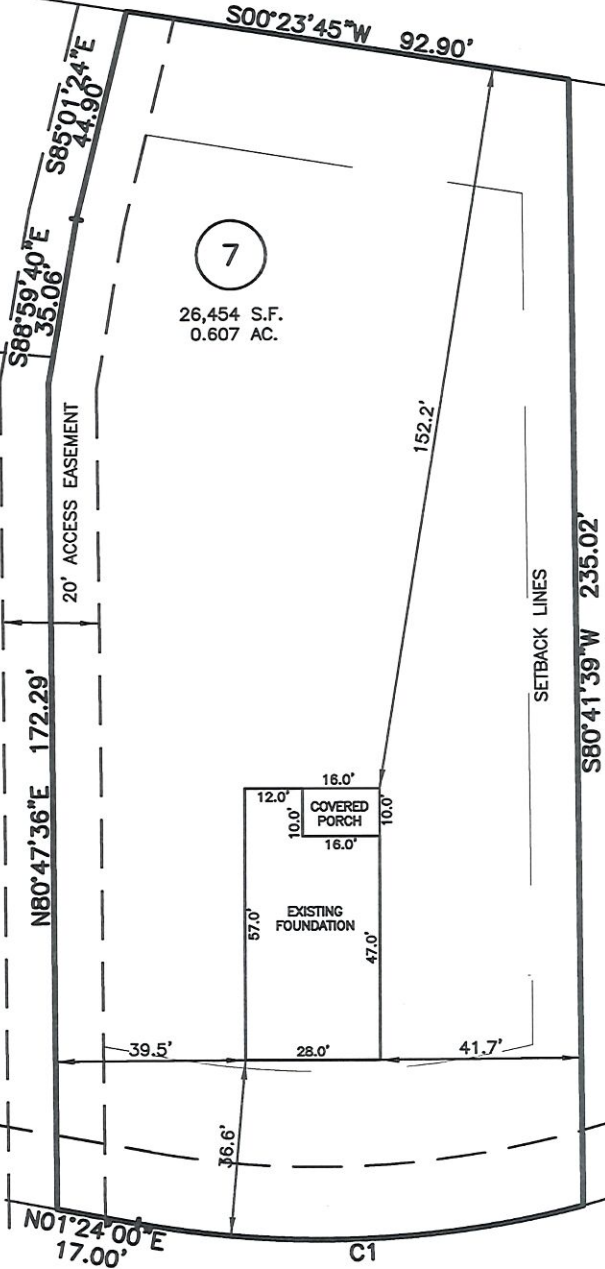 S00°23'45"W 92.90'
S85°01'24"E
44.90'
S88°59'40"E
35.06'
7
26,454 S.F.
0.607 AC.
20' ACCESS EASEMENT
152.2'
SETBACK LINES
S80°41'39"W 235.02'
N80°47'36"E 172.29'
16.0'
12.0'
COVERED
PORCH
10.0'
10.0'
16.0'
EXISTING
FOUNDATION
57.0'
47.0'
39.5'
28.0'
41.7'
36.6'
N01°24'00"E
17.00'
C1